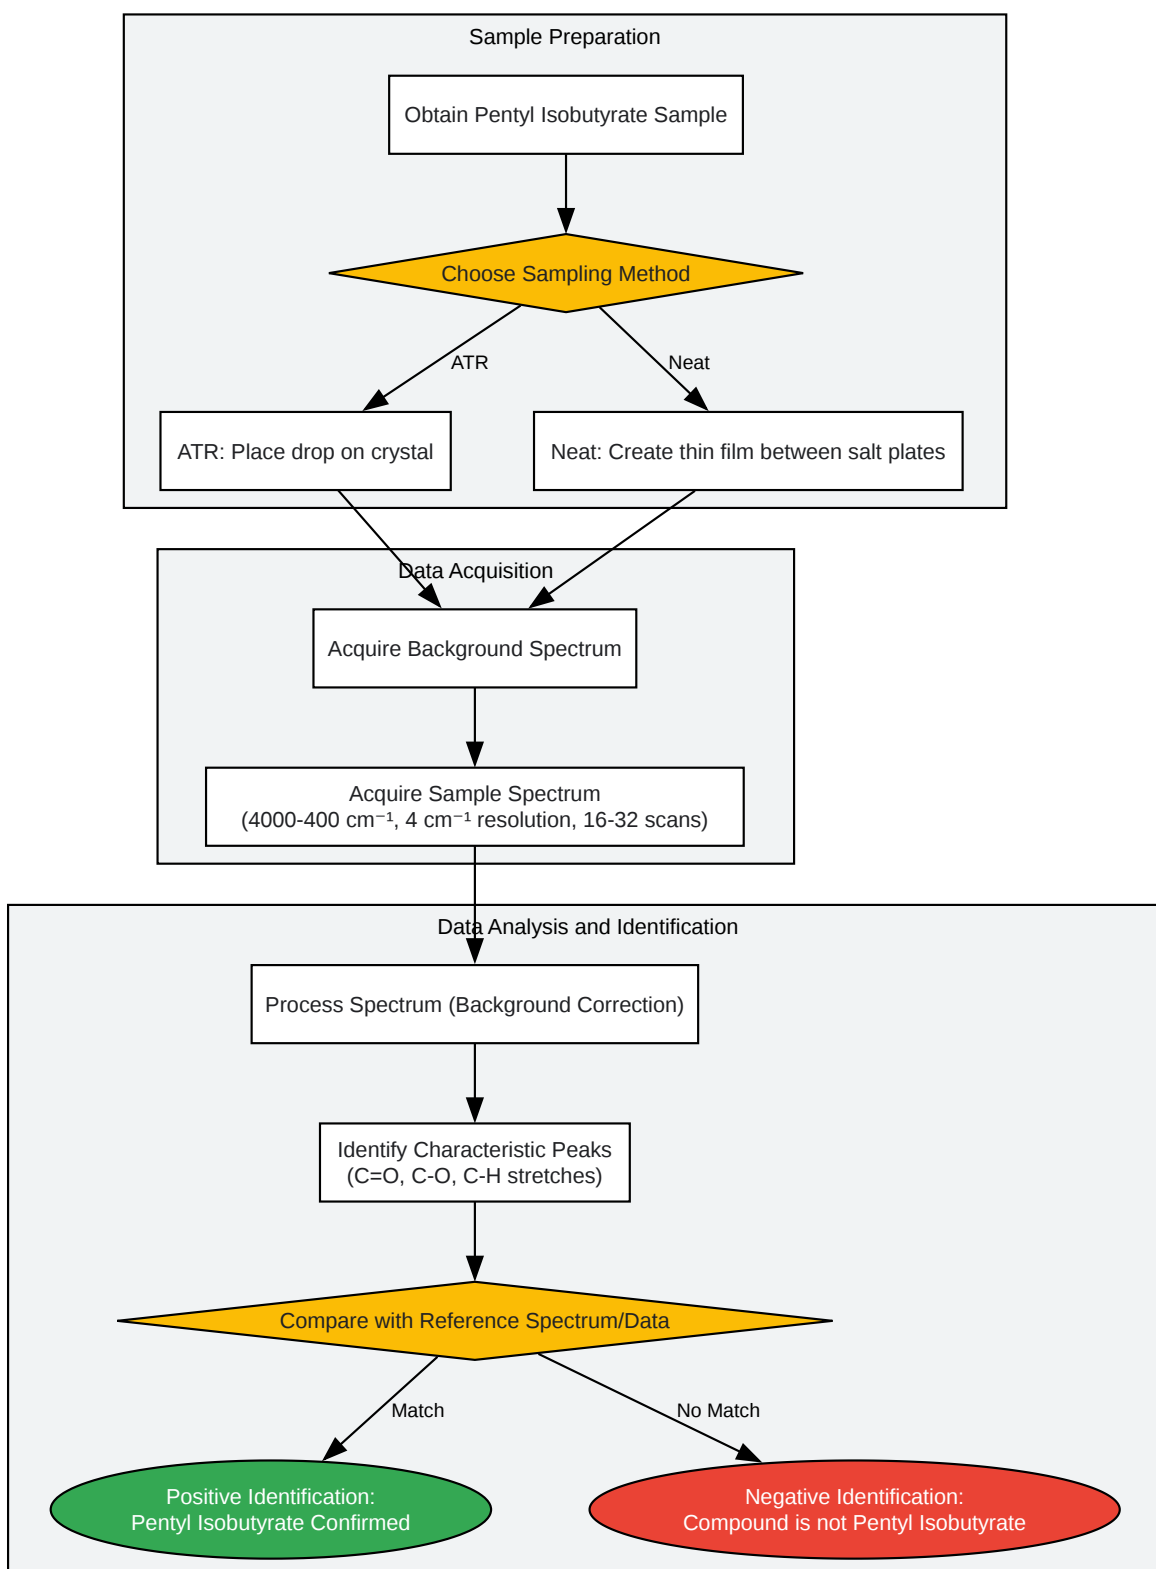 Sample Preparation
Obtain Pentyl Isobutyrate Sample
Choose Sampling Method
ATR
Neat
ATR: Place drop on crystal
Neat: Create thin film between salt plates
Data Acquisition
Acquire Background Spectrum
Acquire Sample Spectrum
(4000-400 cm⁻¹, 4 cm⁻¹ resolution, 16-32 scans)
Data Analysis and Identification
Process Spectrum (Background Correction)
Identify Characteristic Peaks
(C=O, C-O, C-H stretches)
Compare with Reference Spectrum/Data
Match
No Match
Positive Identification:
Pentyl Isobutyrate Confirmed
Negative Identification:
Compound is not Pentyl Isobutyrate